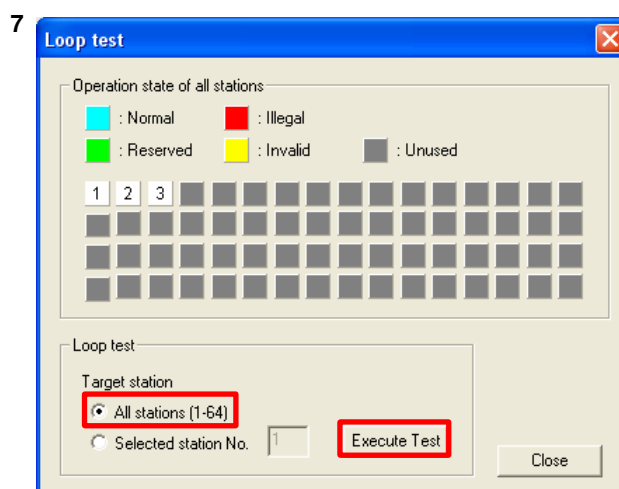 7
Loop test
Operation state of all stations
: Normal : Illegal
: Reserved : Invalid : Unused
1 2 3
Loop test
Target station
All stations (1-64)
Selected station No. 1 Execute Test
Close